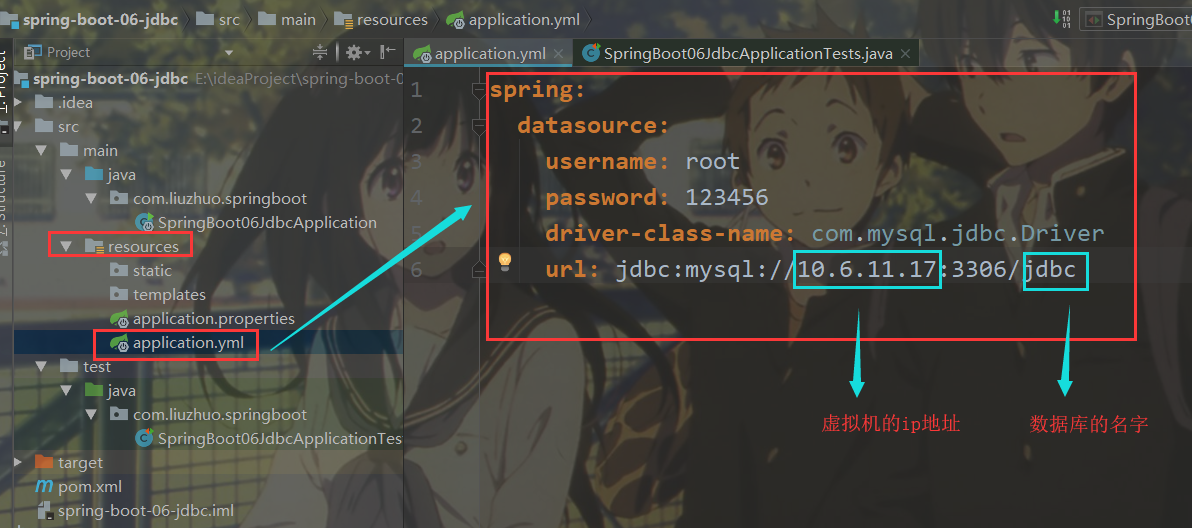 spring-boot-06-jdbc src main resources application.yml
SpringBoot
Project
application.yml
SpringBoot06JdbcApplicationTests.java
spring-boot-06-jdbc E:\ideaProject\spring-boot-0
.idea
src
main
java
com.liuzhuo.springboot
SpringBoot06JdbcApplication
resources
static
templates
application.properties
application.yml
test
java
com.liuzhuo.springboot
SpringBoot06JdbcApplicationTes
target
pom.xml
spring-boot-06-jdbc.iml
1 spring:
2 datasource:
3 username: root
4 password: 123456
5 driver-class-name: com.mysql.jdbc.Driver
6 url: jdbc:mysql://10.6.11.17:3306/jdbc
虚拟机的ip地址
数据库的名字